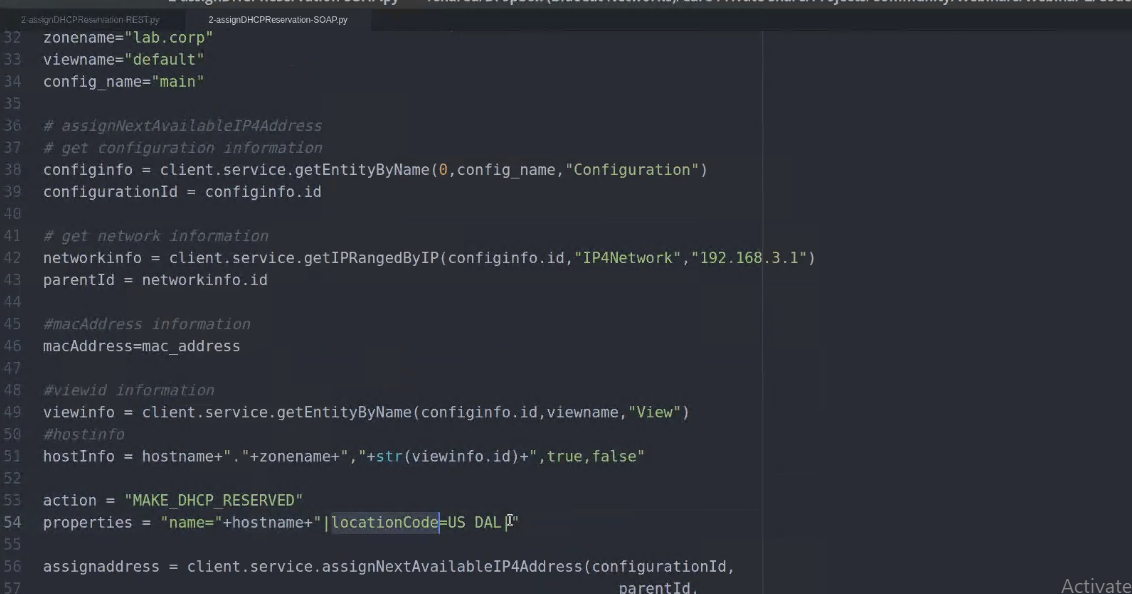 2-assignDHCPReservation-REST.py
2-assignDHCPReservation-SOAP.py
32 zonename="lab.corp"
33 viewname="default"
34 config_name="main"
35
36 # assignNextAvailableIP4Address
37 # get configuration information
38 configinfo = client.service.getEntityByName(0,config_name,"Configuration")
39 configurationId = configinfo.id
40
41 # get network information
42 networkinfo = client.service.getIPRangedByIP(configinfo.id,"IP4Network","192.168.3.1")
43 parentId = networkinfo.id
44
45 #macAddress information
46 macAddress=mac_address
47
48 #viewid information
49 viewinfo = client.service.getEntityByName(configinfo.id,viewname,"View")
50 #hostinfo
51 hostInfo = hostname+"."+zonename+","+str(viewinfo.id)+",true,false"
52
53 action = "MAKE_DHCP_RESERVED"
54 properties = "name="+hostname+"|locationCode=US DAL|"
55
56 assignaddress = client.service.assignNextAvailableIP4Address(configurationId,
57 parentId,
Activate